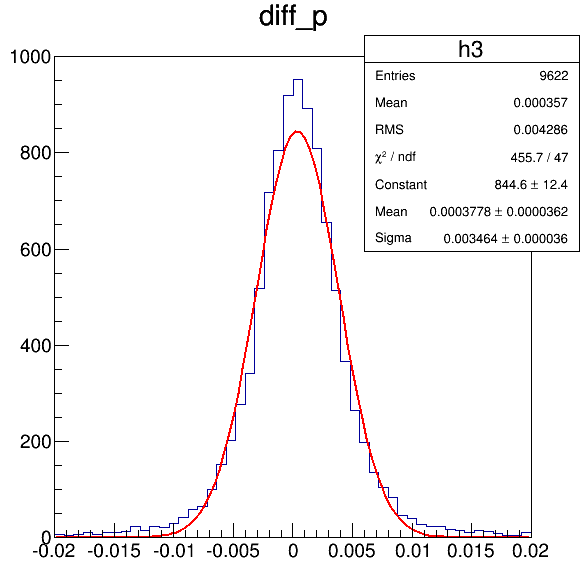 diff_p
h3
Entries 9622
Mean 0.000357
RMS 0.004286
χ² / ndf 455.7 / 47
Constant 844.6 ± 12.4
Mean 0.0003778 ± 0.0000362
Sigma 0.003464 ± 0.000036
1000
800
600
400
200
0
-0.02 -0.015 -0.01 -0.005 0 0.005 0.01 0.015 0.02